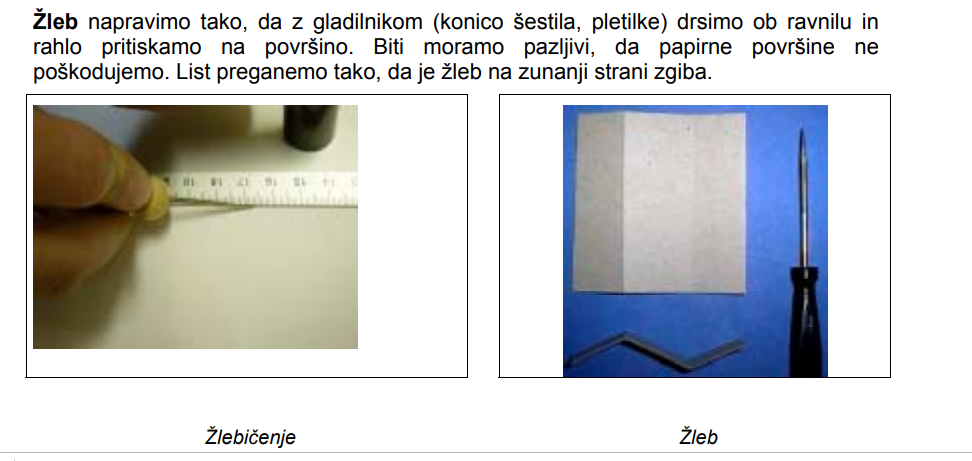 Žleb napravimo tako, da z gladilnikom (konico šestila, pletilke) drsimo ob ravnilu in
rahlo pritiskamo na površino. Biti moramo pazljivi, da papirne površine ne
poškodujemo. List preganemo tako, da je žleb na zunanji strani zgiba.
Žlebičenje
Žleb